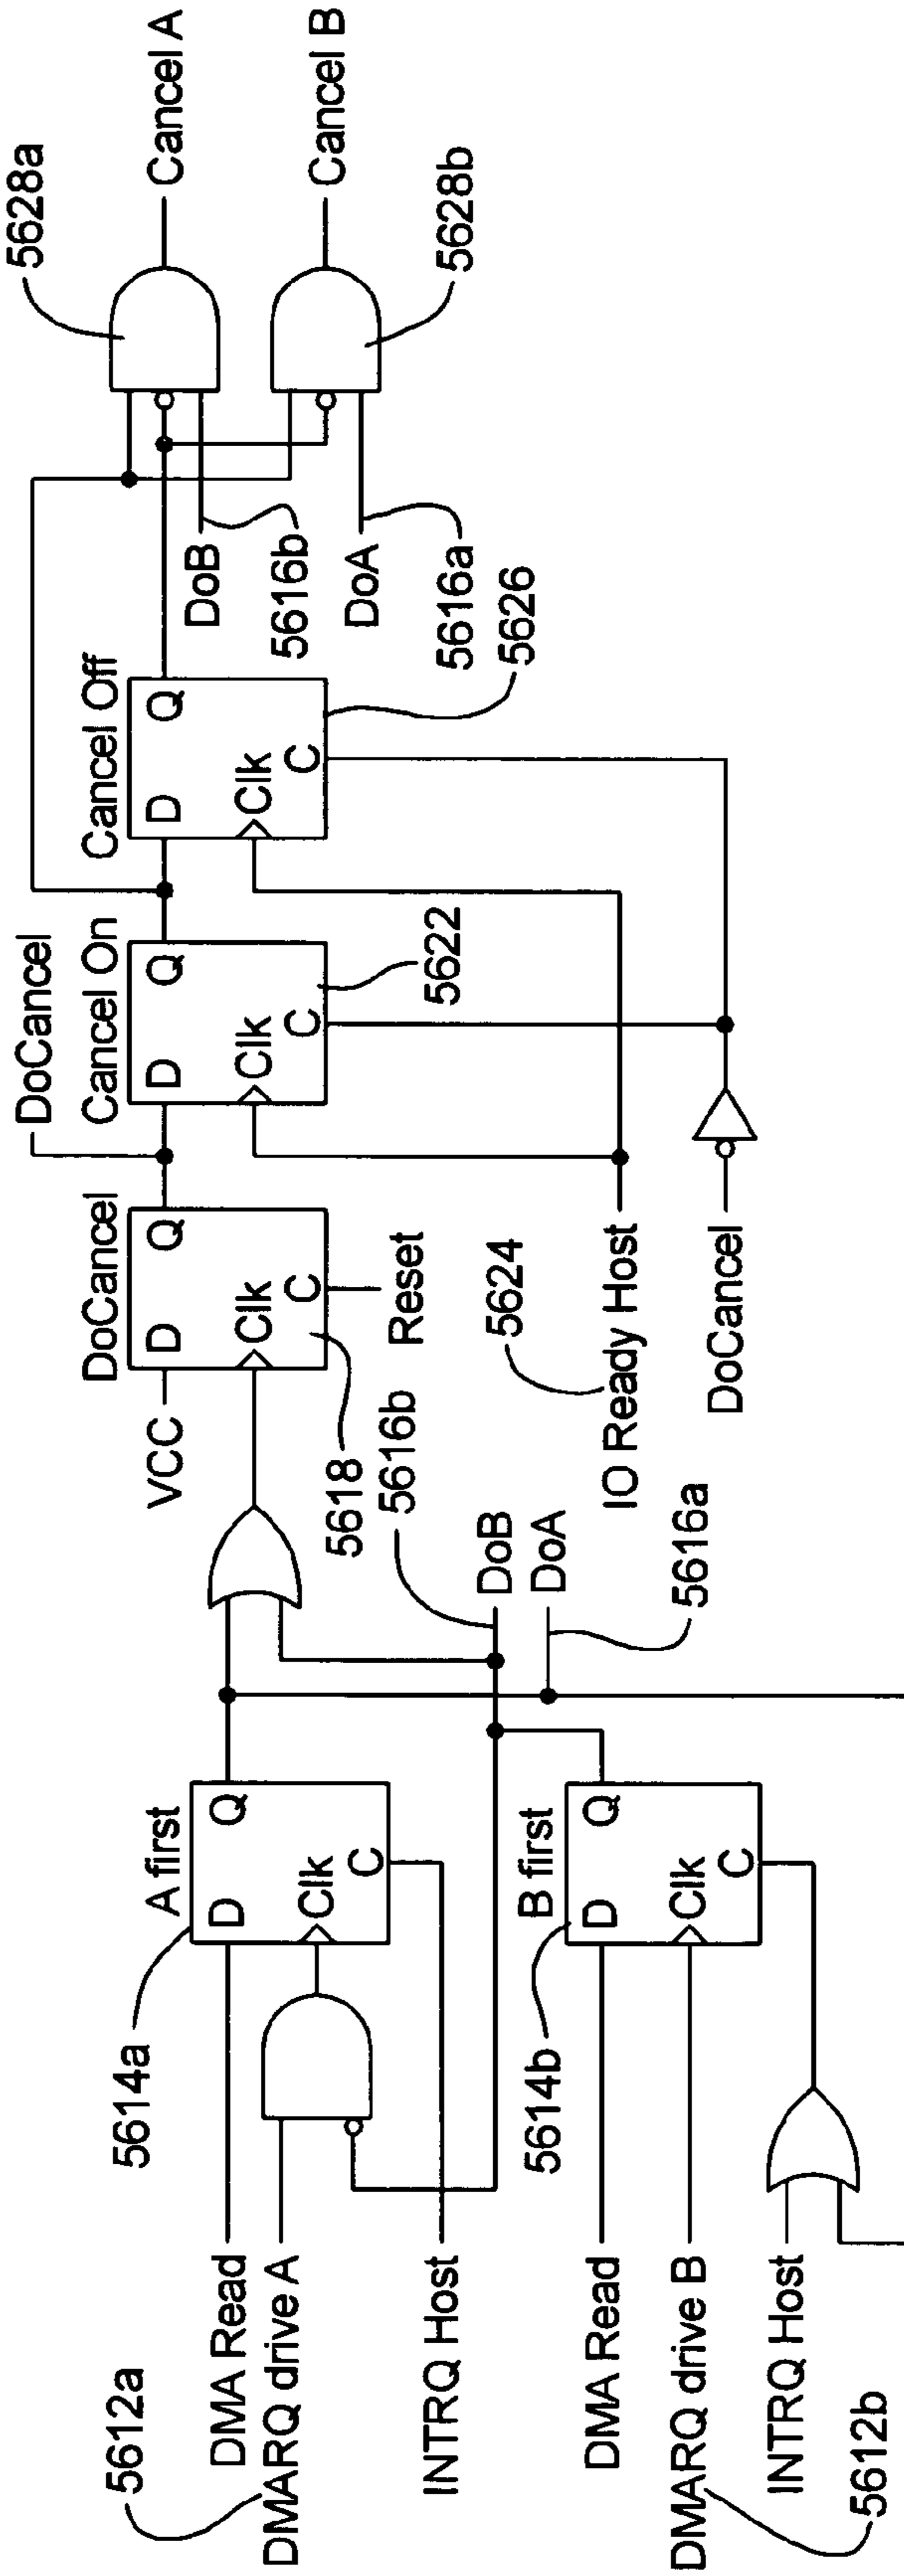 5612a
DMA Read
DMARQ drive A
INTRQ Host
5614a
A first
D
Q
Clk
C
DMA Read
DMARQ drive B
INTRQ Host
5612b
5614b
B first
D
Q
Clk
C
DoB
DoA
5616b
5616a
VCC
DoCancel
D
Q
Clk
C
5618
Reset
DoCancel
Cancel On
D
Q
Clk
C
5622
5624
IO Ready Host
DoCancel
Cancel Off
D
Q
Clk
C
5626
DoB
5616b
DoA
5616a
5628a
Cancel A
Cancel B
5628b